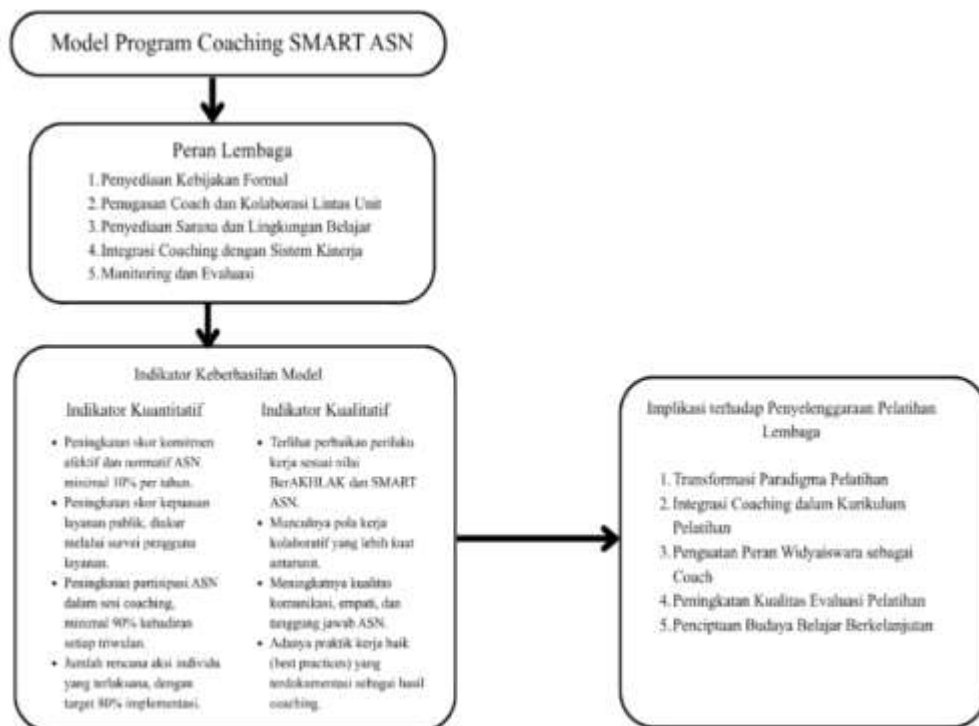 Model Program Coaching SMART ASN
Peran Lembaga
1. Penyediaan Kebijakan Formal
2. Penugasan Coach dan Kolaborasi Lintas Unit
3. Penyediaan Sarana dan Lingkungan Belajar
4. Integrasi Coaching dengan Sistem Kinerja
5. Monitoring dan Evaluasi
Indikator Keberhasilan Model
Indikator Kuantitatif
• Peningkatan skor komitmen
afektif dan normatif ASN
minimal 10% per tahun.
• Peningkatan skor kepuasan
layanan publik, diukur
melalui survei pengguna
layanan.
• Peningkatan partisipasi ASN
dalam sesi coaching,
minimal 90% kehadiran
setiap triwulan.
• Jumlah rencana aksi individu
yang terlaksana, dengan
target 80% implementasi.
Indikator Kualitatif
• Terlihat perbaikan perilaku
kerja sesuai nilai
BerAKHLAK dan SMART
ASN.
• Munculnya pola kerja
kolaboratif yang lebih kuat
antarunit.
• Meningkatnya kualitas
komunikasi, empati, dan
tanggung jawab ASN.
• Adanya praktik kerja baik
(best practices) yang
terdokumentasi sebagai hasil
coaching.
Implikasi terhadap Penyelenggaraan Pelatihan
Lembaga
1. Transformasi Paradigma Pelatihan
2. Integrasi Coaching dalam Kurikulum
Pelatihan
3. Penguatan Peran Widyaiswara sebagai
Coach
4. Peningkatan Kualitas Evaluasi Pelatihan
5. Penciptaan Budaya Belajar Berkelanjutan